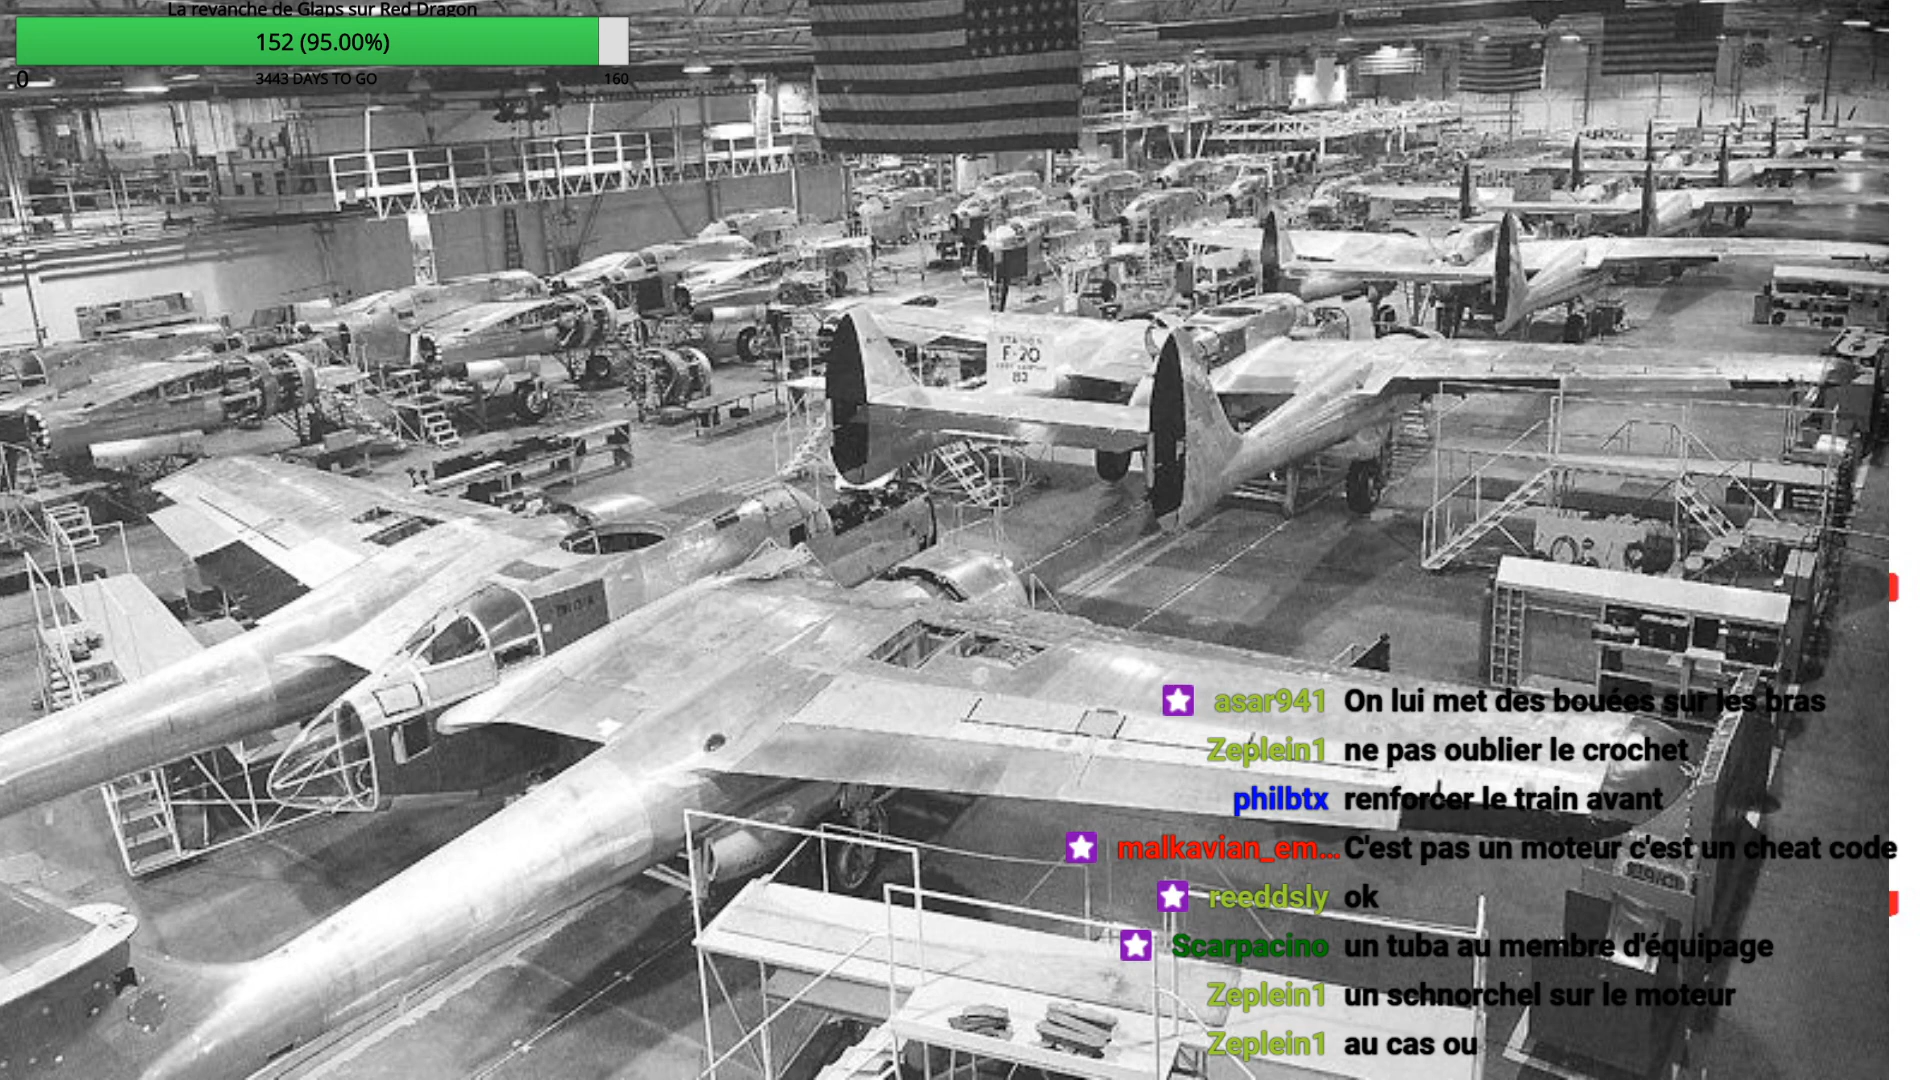 La revanche de Glaps sur Red Dragon
152 (95.00%)
0
3443 DAYS TO GO
160
STATION
F-20
82
asar941 On lui met des bouées sur les bras
Zeplein1 ne pas oublier le crochet
philbtx renforcer le train avant
malkavian_em... C'est pas un moteur c'est un cheat code
reeddsly ok
Scarpacino un tuba au membre d'équipage
Zeplein1 un schnorchel sur le moteur
Zeplein1 au cas ou